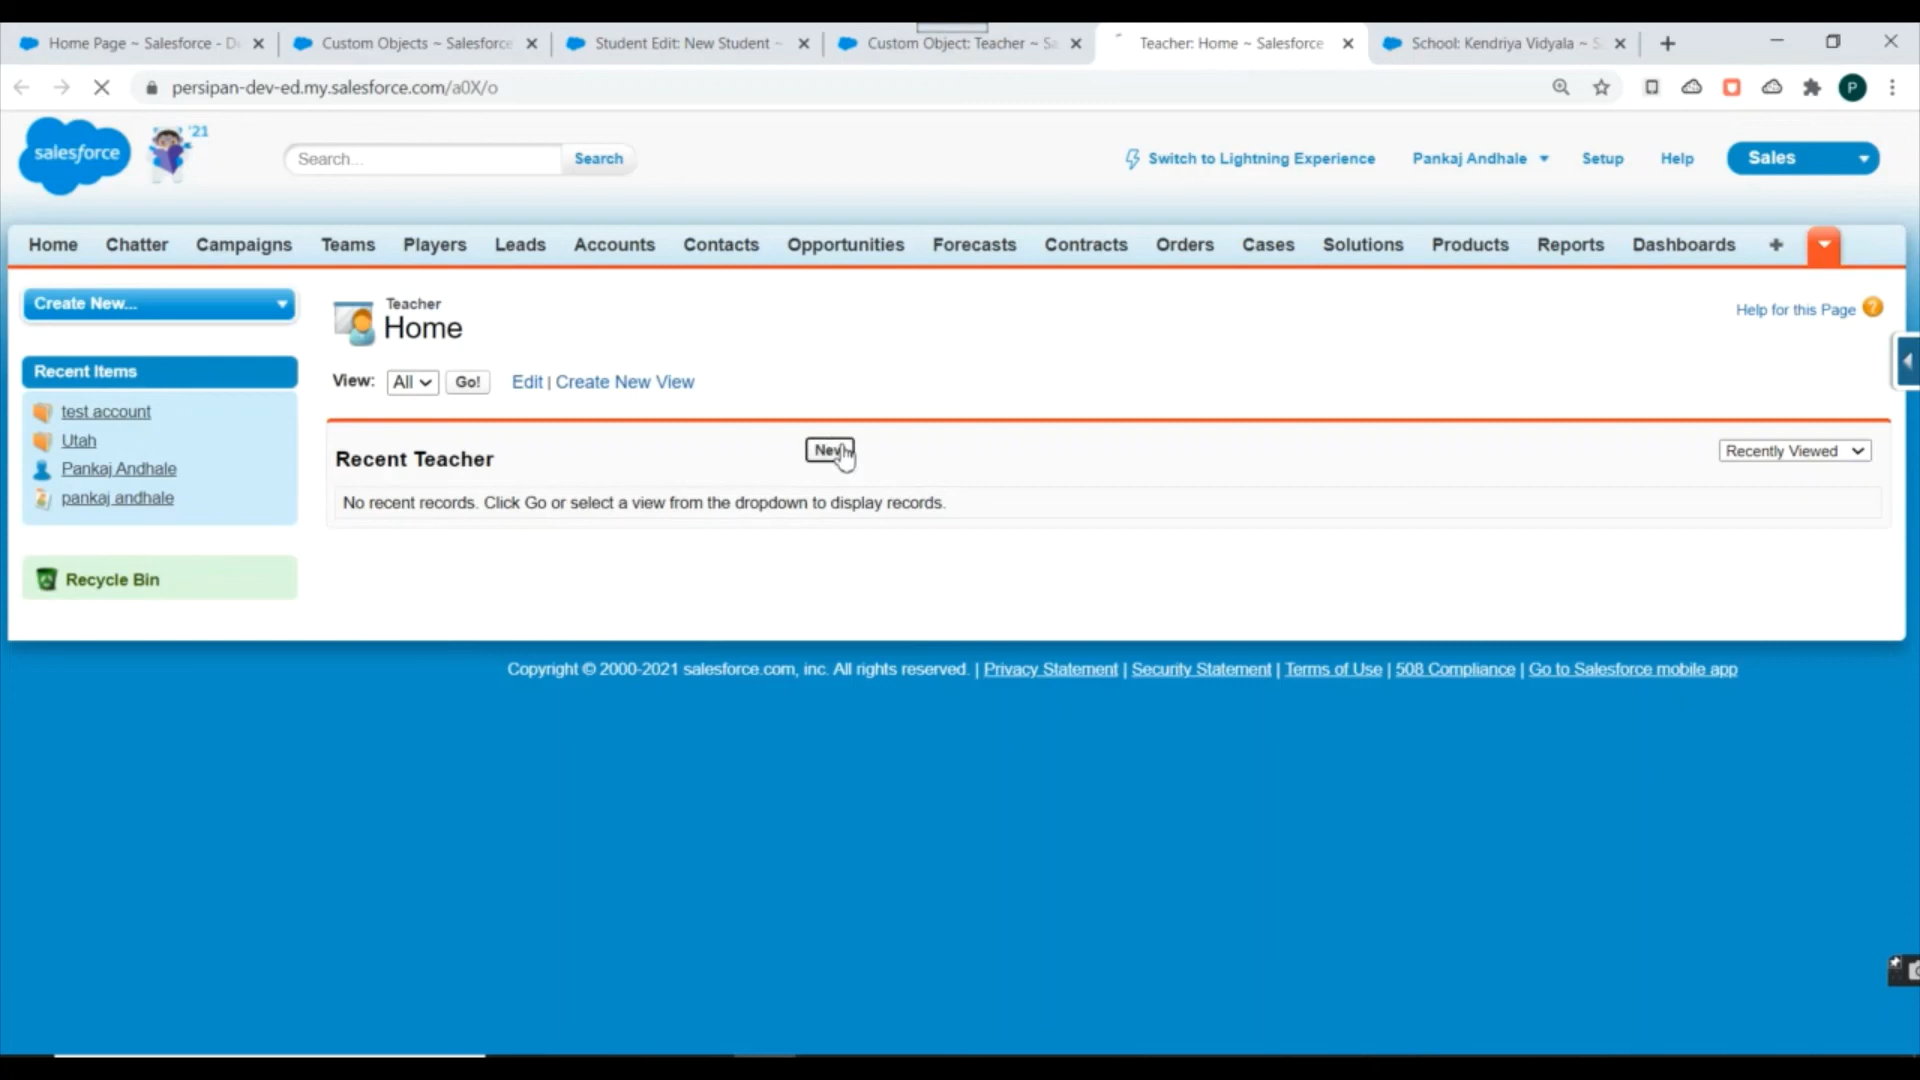 Home Page ~ Salesforce - D
Custom Objects ~ Salesforce
Student Edit: New Student ~
Custom Object: Teacher ~ Sa
Teacher: Home ~ Salesforce
School: Kendriya Vidyala ~ S
persipan-dev-ed.my.salesforce.com/a0X/o
P
salesforce
'21
Search...
Search
Switch to Lightning Experience
Pankaj Andhale
Setup
Help
Sales
Home
Chatter
Campaigns
Teams
Players
Leads
Accounts
Contacts
Opportunities
Forecasts
Contracts
Orders
Cases
Solutions
Products
Reports
Dashboards
+
Create New...
Teacher
Home
Help for this Page ?
Recent Items
test account
Utah
Pankaj Andhale
pankaj andhale
Recycle Bin
View: All Go! Edit | Create New View
Recent Teacher
New
Recently Viewed
No recent records. Click Go or select a view from the dropdown to display records.
Copyright © 2000-2021 salesforce.com, inc. All rights reserved. | Privacy Statement | Security Statement | Terms of Use | 508 Compliance | Go to Salesforce mobile app